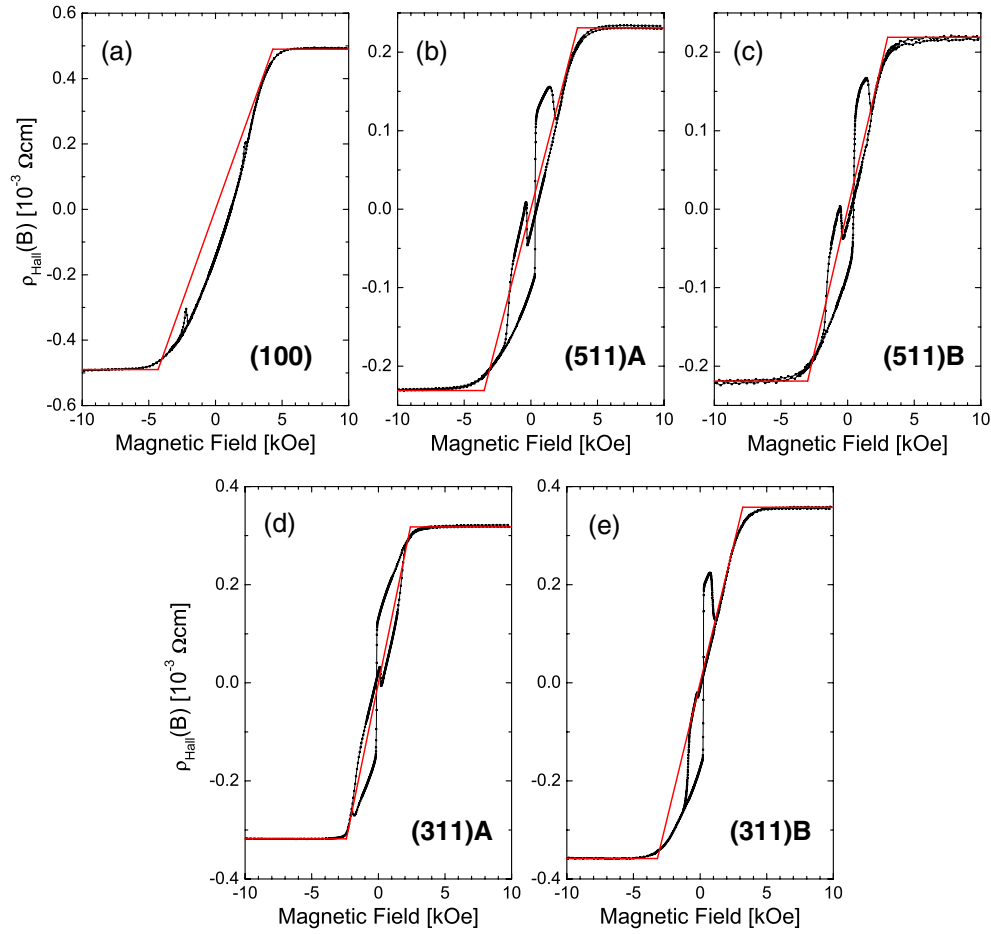 (a)
(b)
(c)
0.6
0.4
0.2
0.0
-0.2
-0.4
-0.6
0.2
0.1
0.0
-0.1
-0.2
0.2
0.1
0.0
-0.1
-0.2
ρHall(B) [10⁻³ Ωcm]
(100)
(511)A
(511)B
-10 -5 0 5 10
-10 -5 0 5 10
-10 -5 0 5 10
Magnetic Field [kOe]
Magnetic Field [kOe]
Magnetic Field [kOe]
(d)
(e)
0.4
0.2
0.0
-0.2
-0.4
0.4
0.2
0.0
-0.2
-0.4
ρHall(B) [10⁻³ Ωcm]
(311)A
(311)B
-10 -5 0 5 10
-10 -5 0 5 10
Magnetic Field [kOe]
Magnetic Field [kOe]